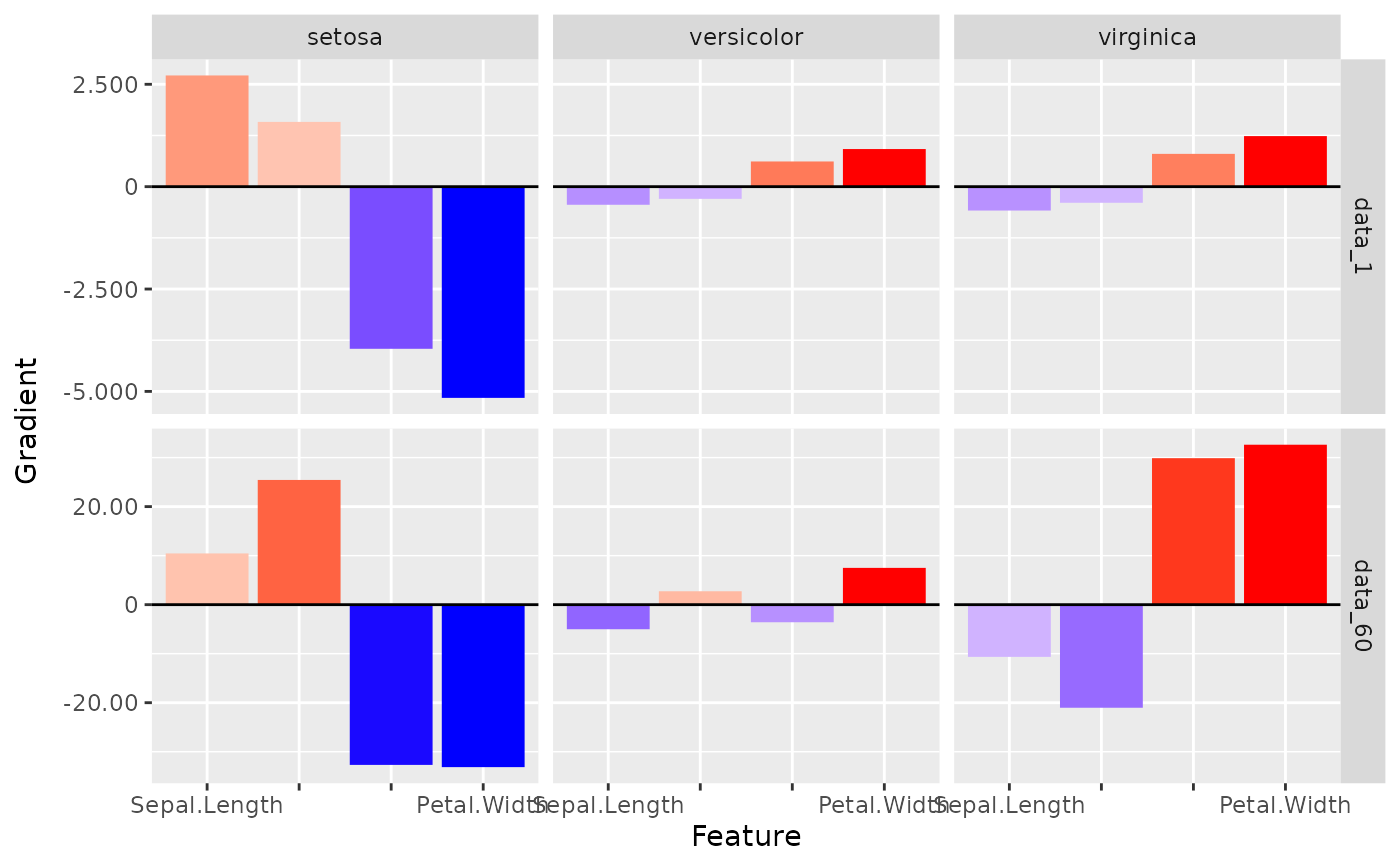 setosa versicolor virginica
2.500
0
-2.500
-5.000
data_1
Gradient
20.00
0
-20.00
data_60
Sepal.Length Petal.Width Sepal.Length Petal.Width Sepal.Length Petal.Width
Feature